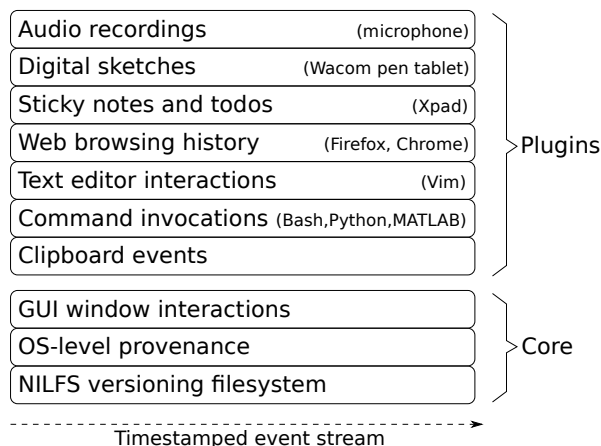 Audio recordings (microphone)
Digital sketches (Wacom pen tablet)
Sticky notes and todos (Xpad)
Web browsing history (Firefox, Chrome)
Plugins
Text editor interactions (Vim)
Command invocations (Bash,Python,MATLAB)
Clipboard events
GUI window interactions
OS-level provenance
Core
NILFS versioning filesystem
Timestamped event stream